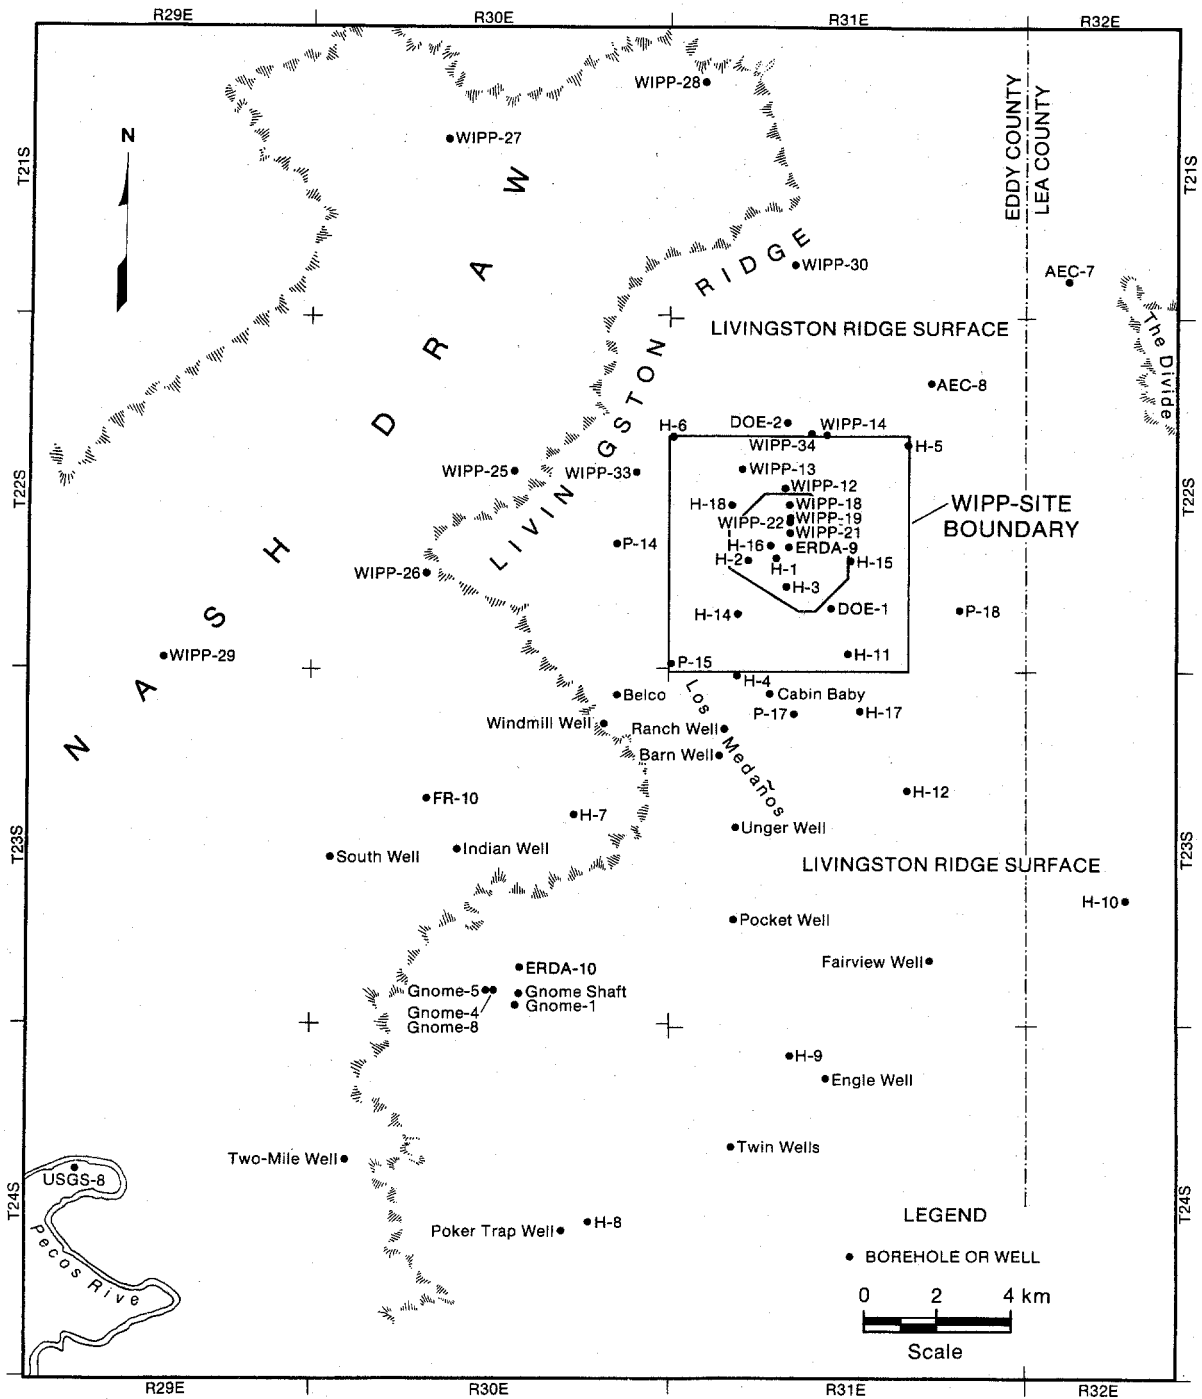 R29E
R30E
R31E
R32E
EDDY COUNTY
LEA COUNTY
WIPP-28
N
WIPP-27
T21S
T21S
WIPP-30
AEC-7
LIVINGSTON RIDGE SURFACE
The Divide
AEC-8
NASH DRAW
LIVINGSTON RIDGE
H-6
DOE-2
WIPP-14
WIPP-34
H-5
WIPP-25
WIPP-33
WIPP-13
WIPP-12
T22S
T22S
H-18
WIPP-18
WIPP-19
WIPP-22
WIPP-21
WIPP-SITE
BOUNDARY
P-14
H-16
ERDA-9
H-2
H-1
H-15
WIPP-26
H-3
H-14
DOE-1
P-18
WIPP-29
H-11
P-15
H-4
Belco
Cabin Baby
Los Medaños
P-17
H-17
Windmill Well
Ranch Well
Barn Well
FR-10
H-12
H-7
Unger Well
T23S
T23S
South Well
Indian Well
LIVINGSTON RIDGE SURFACE
H-10
Pocket Well
Fairview Well
ERDA-10
Gnome-5
Gnome Shaft
Gnome-4
Gnome-1
Gnome-8
H-9
Engle Well
Twin Wells
Two-Mile Well
USGS-8
T24S
T24S
Pecos Rive
H-8
Poker Trap Well
LEGEND
BOREHOLE OR WELL
0 2 4 km
Scale
R29E
R30E
R31E
R32E